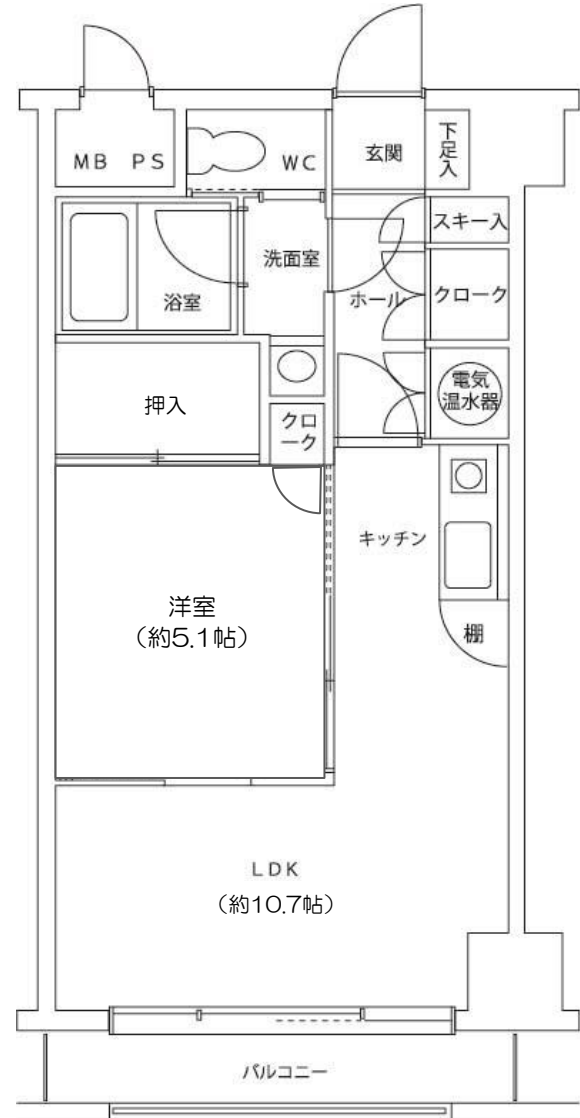 MB PS
WC
玄関
下足入
スキー入
洗面室
浴室
ホール
クローク
電気
温水器
押入
クロ
ーク
キッチン
洋室
（約5.1帖）
棚
LDK
（約10.7帖）
バルコニー